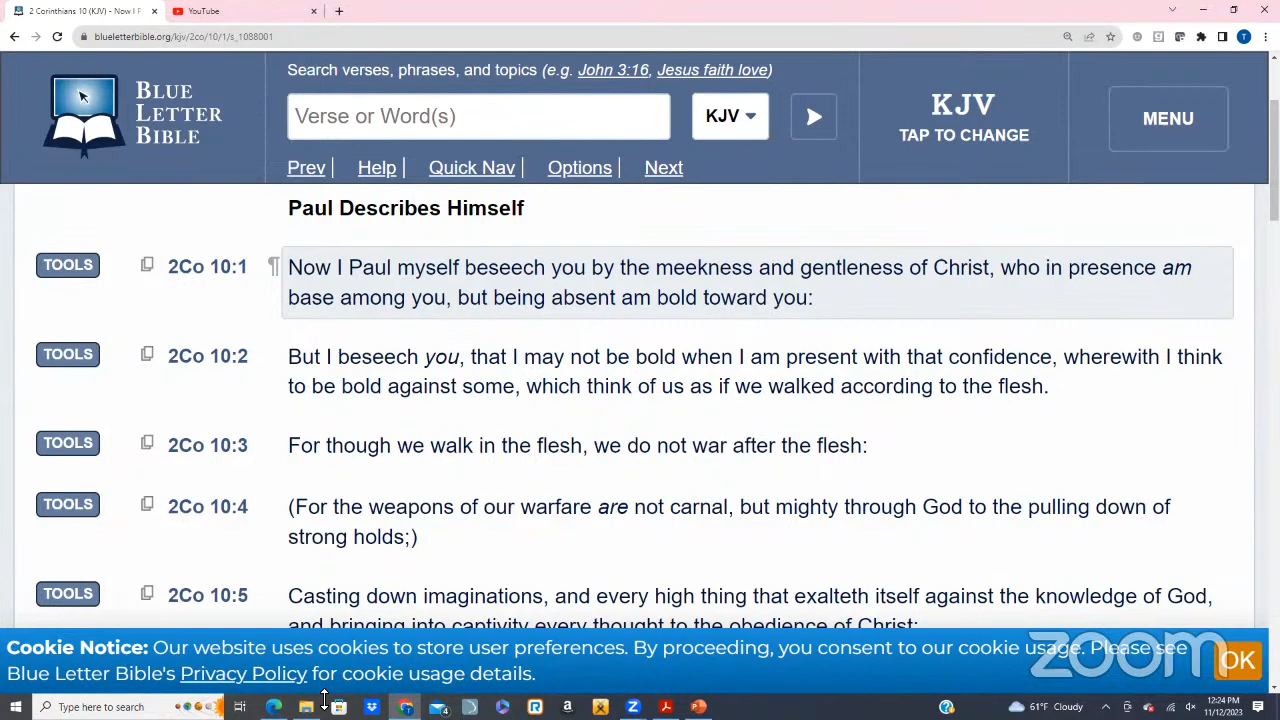 2 Corinthians 10 (KJV) - Now I P
YouTube
blueletterbible.org/kjv/2co/10/1/s_1088001
BLUE
LETTER
BIBLE
Search verses, phrases, and topics (e.g. John 3:16, Jesus faith love)
Verse or Word(s)
KJV
Prev | Help | Quick Nav | Options | Next
KJV
TAP TO CHANGE
MENU
Paul Describes Himself
TOOLS 2Co 10:1 ¶ Now I Paul myself beseech you by the meekness and gentleness of Christ, who in presence am
base among you, but being absent am bold toward you:
TOOLS 2Co 10:2 But I beseech you, that I may not be bold when I am present with that confidence, wherewith I think
to be bold against some, which think of us as if we walked according to the flesh.
TOOLS 2Co 10:3 For though we walk in the flesh, we do not war after the flesh:
TOOLS 2Co 10:4 (For the weapons of our warfare are not carnal, but mighty through God to the pulling down of
strong holds;)
TOOLS 2Co 10:5 Casting down imaginations, and every high thing that exalteth itself against the knowledge of God,
and bringing into captivity every thought to the obedience of Christ;
Cookie Notice: Our website uses cookies to store user preferences. By proceeding, you consent to our cookie usage. Please see
Blue Letter Bible's Privacy Policy for cookie usage details.
OK
zoom
Type here to search
61°F Cloudy
12:24 PM
11/12/2023